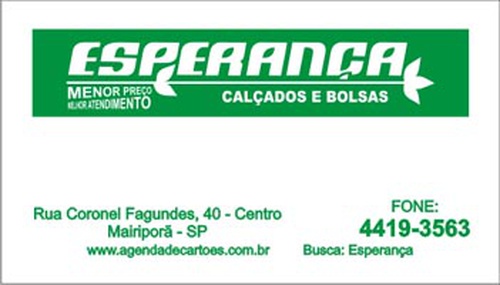 ESPERANÇA
MENOR PREÇO
MELHOR ATENDIMENTO
CALÇADOS E BOLSAS
Rua Coronel Fagundes, 40 - Centro
Mairiporã - SP
www.agendadecartoes.com.br
FONE:
4419-3563
Busca: Esperança